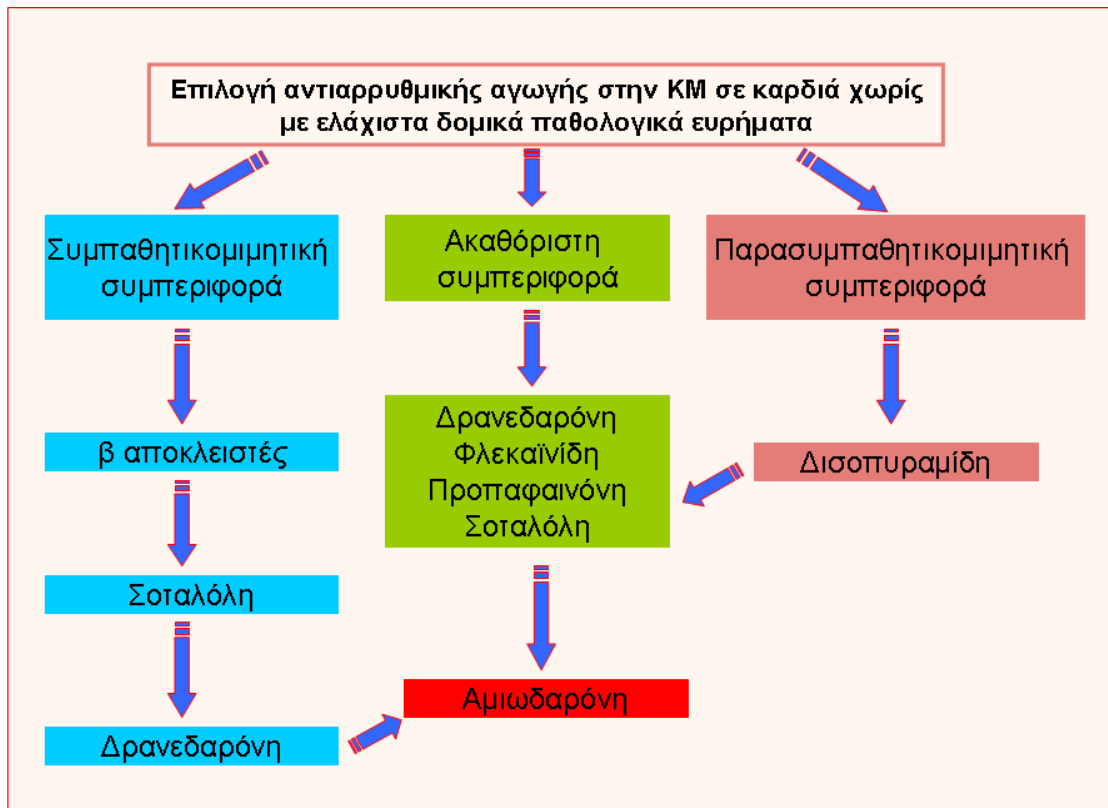 Επιλογή αντιαρρυθμικής αγωγής στην ΚΜ σε καρδιά χωρίς
με ελάχιστα δομικά παθολογικά ευρήματα
Συμπαθητικομιμητική
συμπεριφορά
Ακαθόριστη
συμπεριφορά
Παρασυμπαθητικομιμητική
συμπεριφορά
β αποκλειστές
Δρανεδαρόνη
Φλεκαϊνίδη
Προπαφαινόνη
Σοταλόλη
Δισοπυραμίδη
Σοταλόλη
Αμιωδαρόνη
Δρανεδαρόνη